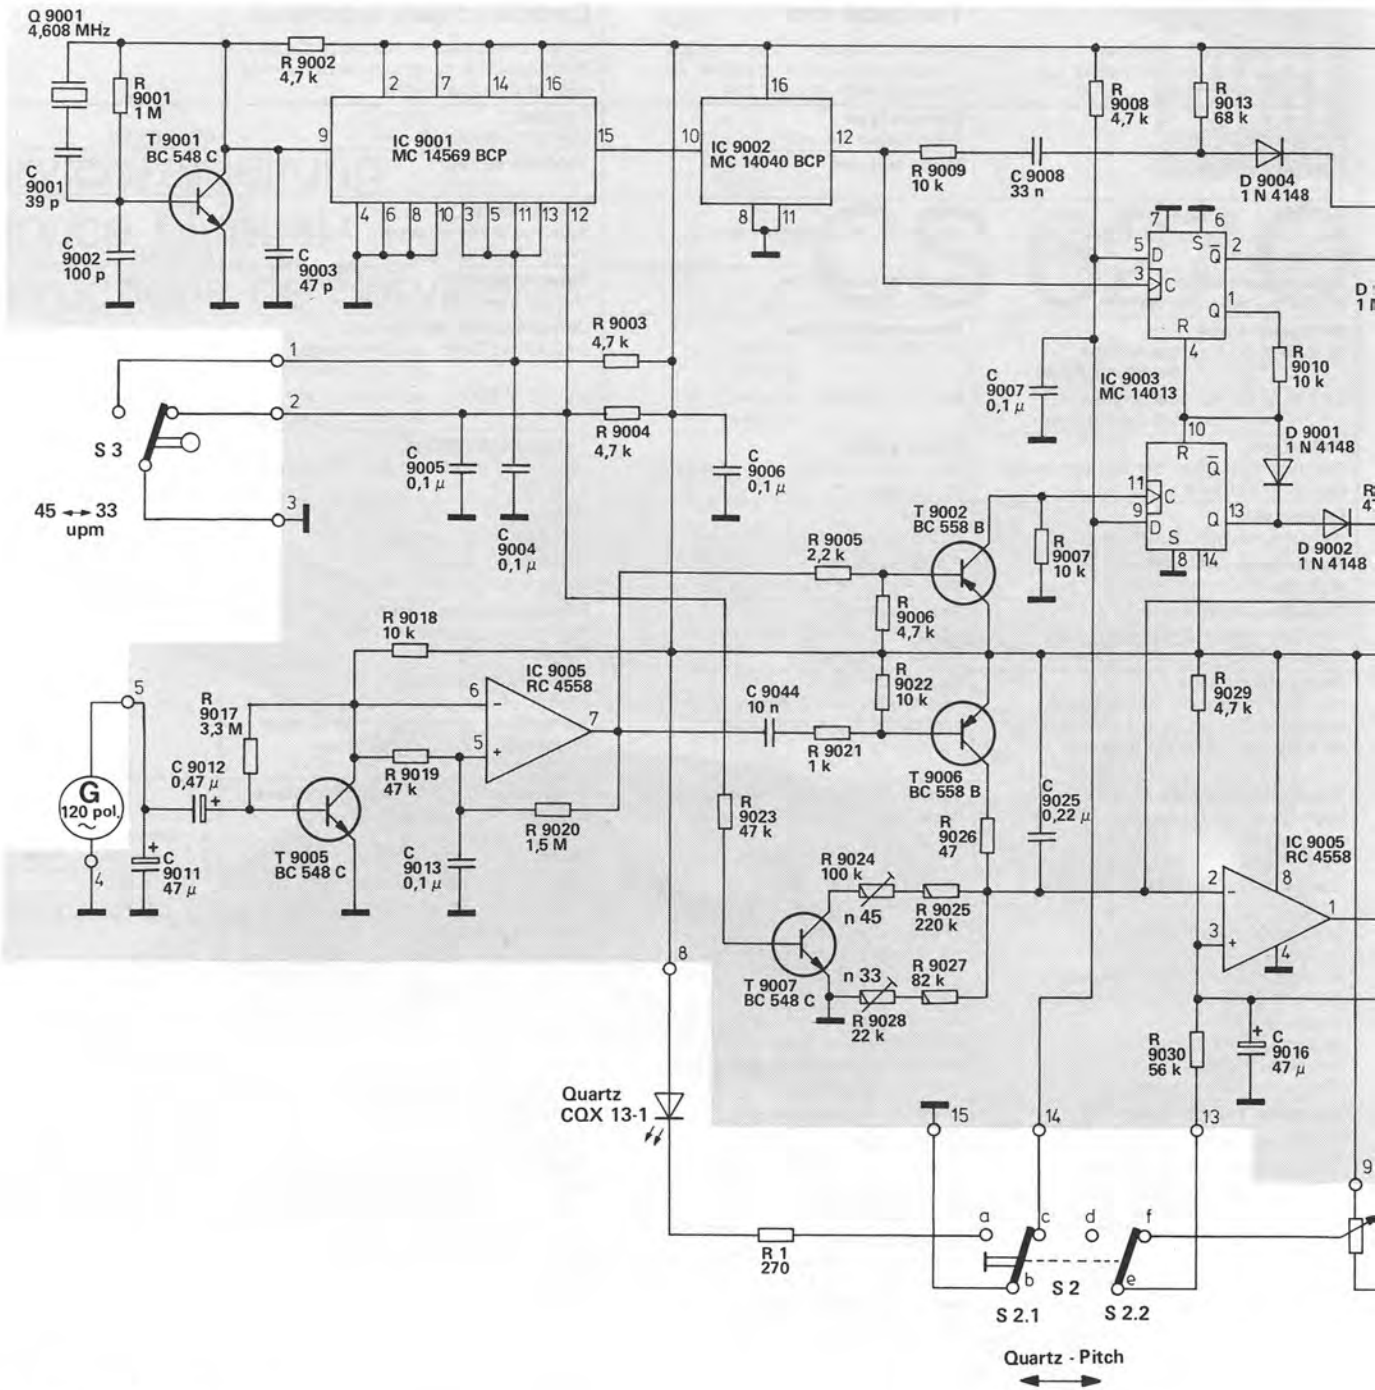 Q 9001
4,608 MHz
R 9002
4,7 k
R
9001
1 M
2
7
14
16
16
R
9008
4,7 k
R
9013
68 k
T 9001
BC 548 C
9
IC 9001
MC 14569 BCP
15
10
IC 9002
MC 14040 BCP
12
R 9009
10 k
C 9008
33 n
D 9004
1 N 4148
C
9001
39 p
4
6
8
10
3
5
11
13
12
8
11
C
9002
100 p
C
9003
47 p
7
6
5
D
S
Q
2
3
C
Q
1
R
4
D
1 N
R 9003
4,7 k
1
2
R 9004
4,7 k
C
9007
0,1 µ
IC 9003
MC 14013
R
9010
10 k
S 3
C
9005
0,1 µ
C
9006
0,1 µ
10
R
Q
D 9001
1 N 4148
11
C
9
D
S
Q
13
8
14
R
47
3
45 ↔ 33
upm
C
9004
0,1 µ
T 9002
BC 558 B
R 9005
2,2 k
R
9007
10 k
D 9002
1 N 4148
R 9018
10 k
R
9006
4,7 k
IC 9005
RC 4558
5
R
9017
3,3 M
6
−
7
5
+
C 9044
10 n
R
9022
10 k
R
9029
4,7 k
C 9012
0,47 µ
+
R 9019
47 k
R 9021
1 k
T 9006
BC 558 B
G
120 pol.
~
R 9020
1,5 M
R
9023
47 k
C
9025
0,22 µ
R
9026
47
IC 9005
RC 4558
4
+
C
9011
47 µ
T 9005
BC 548 C
C
9013
0,1 µ
R 9024
100 k
n 45
R 9025
220 k
2
−
8
1
3
+
4
8
T 9007
BC 548 C
n 33
R 9027
82 k
R 9028
22 k
R
9030
56 k
+
C
9016
47 µ
Quartz
CQX 13-1
15
14
13
9
R 1
270
a
c
d
f
b
e
S 2
S 2.1
S 2.2
Quartz - Pitch